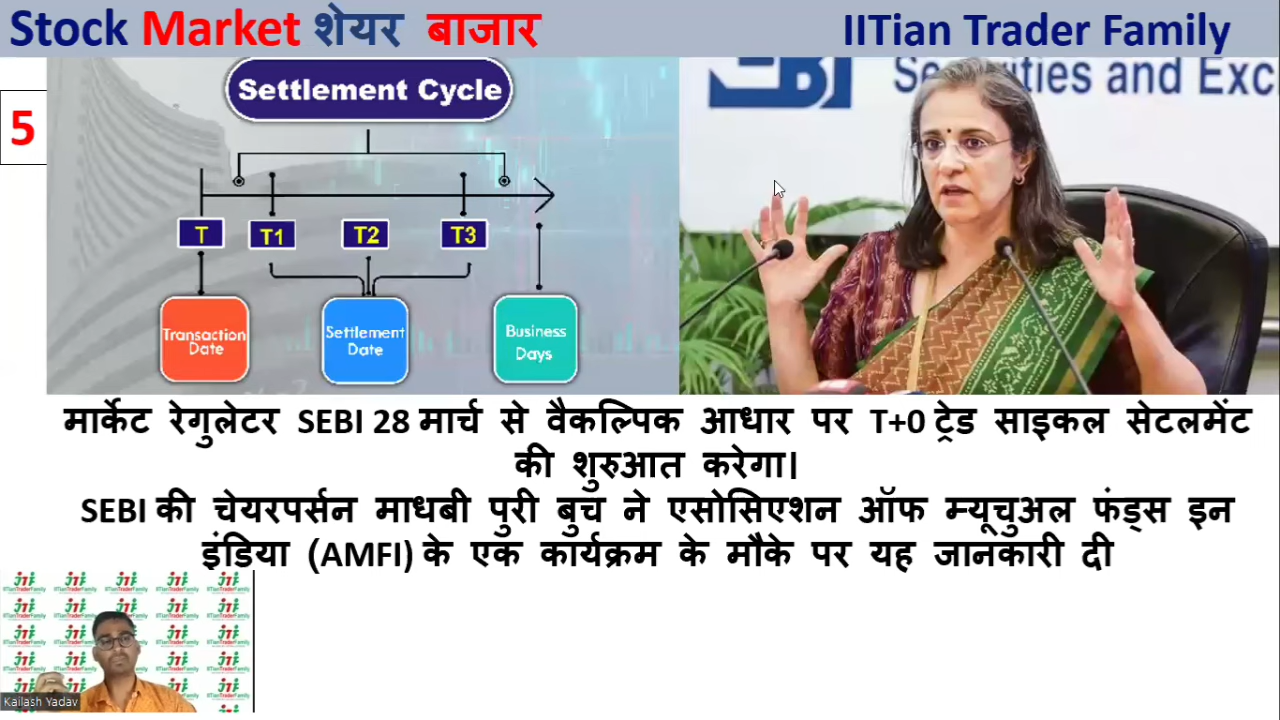 Stock Market शेयर बाजार
IITian Trader Family
5
Settlement Cycle
T
T1
T2
T3
Transaction
Date
Settlement
Date
Business
Days
Securities and Exc
मार्केट रेगुलेटर SEBI 28 मार्च से वैकल्पिक आधार पर T+0 ट्रेड साइकल सेटलमेंट
की शुरुआत करेगा।
SEBI की चेयरपर्सन माधबी पुरी बुच ने एसोसिएशन ऑफ म्यूचुअल फंड्स इन
इंडिया (AMFI) के एक कार्यक्रम के मौके पर यह जानकारी दी
Kailash Yadav